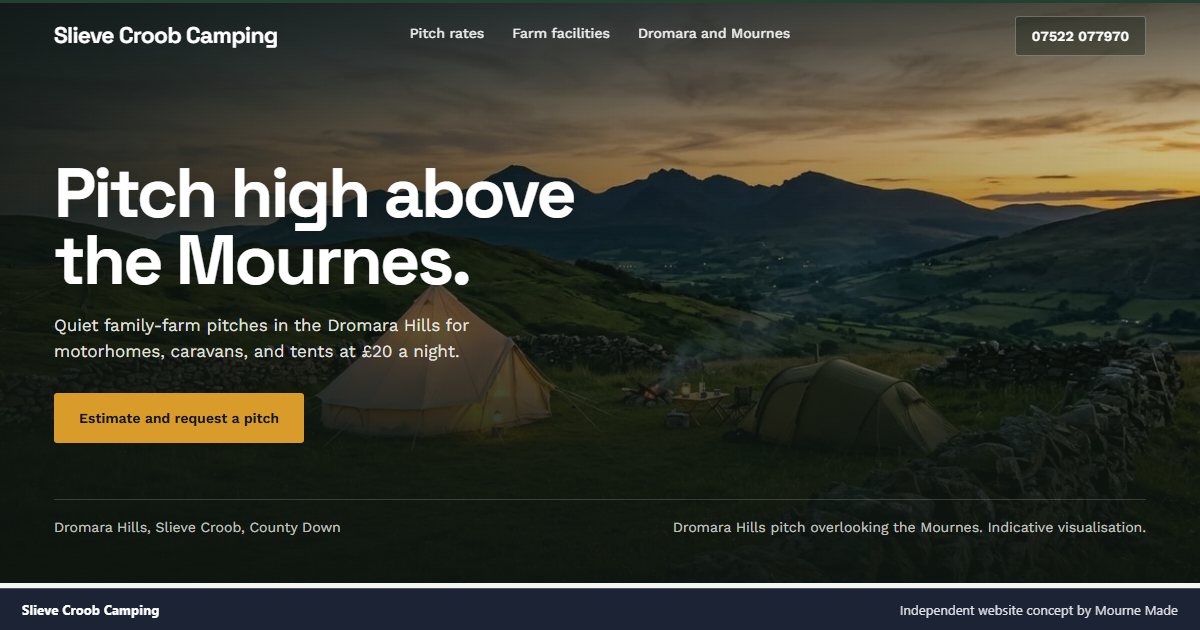 Slieve Croob Camping
Pitch rates
Farm facilities
Dromara and Mournes
07522 077970
Pitch high above
the Mournes.
Quiet family-farm pitches in the Dromara Hills for
motorhomes, caravans, and tents at £20 a night.
Estimate and request a pitch
Dromara Hills, Slieve Croob, County Down
Dromara Hills pitch overlooking the Mournes. Indicative visualisation.
Slieve Croob Camping
Independent website concept by Mourne Made